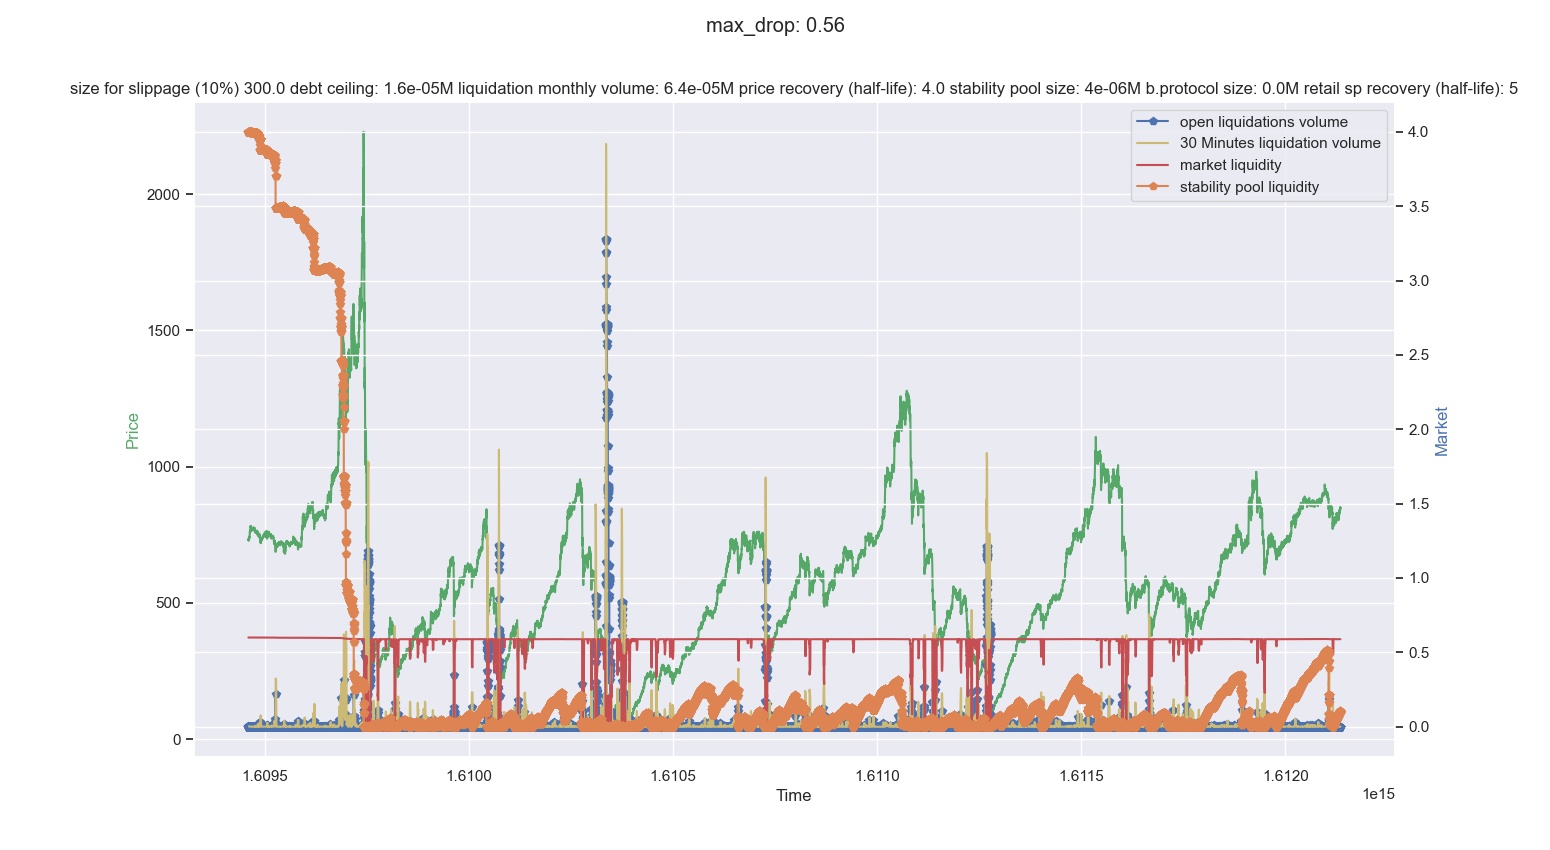 max_drop: 0.56
size for slippage (10%) 300.0 debt ceiling: 1.6e-05M liquidation monthly volume: 6.4e-05M price recovery (half-life): 4.0 stability pool size: 4e-06M b.protocol size: 0.0M retail sp recovery (half-life): 5
open liquidations volume
30 Minutes liquidation volume
market liquidity
stability pool liquidity
Price
2000
1500
1000
500
0
Market
4.0
3.5
3.0
2.5
2.0
1.5
1.0
0.5
0.0
1.6095 1.6100 1.6105 1.6110 1.6115 1.6120
Time
1e15